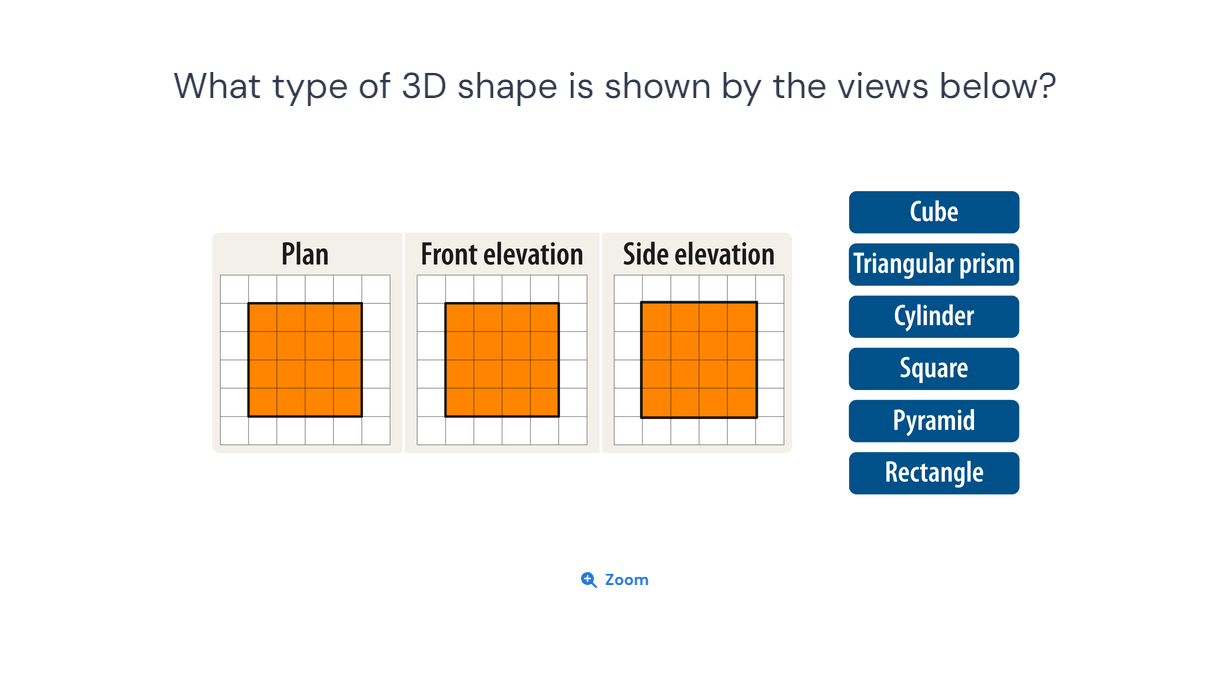 What type of 3D shape is shown by the views below?
Plan
Front elevation
Side elevation
Cube
Triangular prism
Cylinder
Square
Pyramid
Rectangle
Zoom